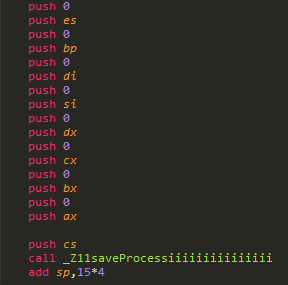 push 0
push es
push 0
push bp
push 0
push di
push 0
push si
push 0
push dx
push 0
push cx
push 0
push bx
push 0
push ax
push cs
call _Z11saveProcessiiiiiiiiiiiiiii
add sp,15*4